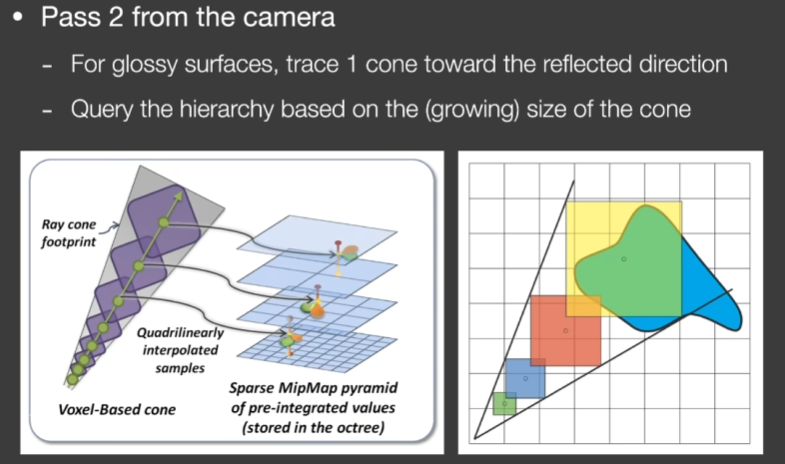 • Pass 2 from the camera
- For glossy surfaces, trace 1 cone toward the reflected direction
- Query the hierarchy based on the (growing) size of the cone
Ray cone
footprint
Quadrilinearly
interpolated
samples
Voxel-Based cone
Sparse MipMap pyramid
of pre-integrated values
(stored in the octree)